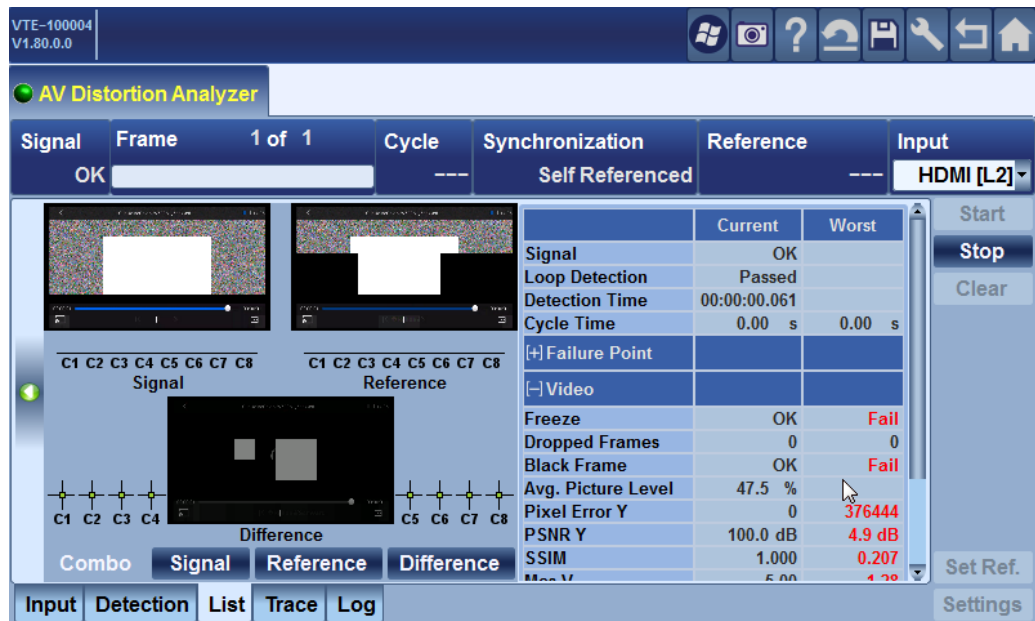 VTE-100004
V1.80.0.0
?
AV Distortion Analyzer
Signal Frame 1 of 1 Cycle Synchronization Reference Input
OK --- Self Referenced --- HDMI [L2]
Current Worst
Signal OK
Loop Detection Passed
Detection Time 00:00:00.061
Cycle Time 0.00 s 0.00 s
[+] Failure Point
[-] Video
Freeze OK Fail
Dropped Frames 0 0
Black Frame OK Fail
Avg. Picture Level 47.5 %
Pixel Error Y 0 376444
PSNR Y 100.0 dB 4.9 dB
SSIM 1.000 0.207
C1 C2 C3 C4 C5 C6 C7 C8
Signal
C1 C2 C3 C4 C5 C6 C7 C8
Reference
C1 C2 C3 C4
C5 C6 C7 C8
Difference
Combo Signal Reference Difference
Start
Stop
Clear
Set Ref.
Input Detection List Trace Log
Settings